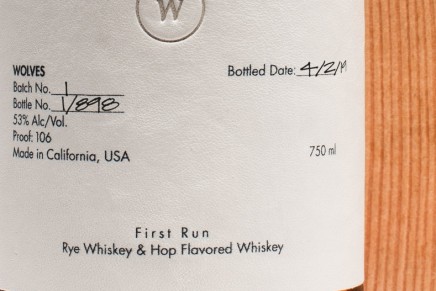 W
WOLVES
Bottled Date: 4/2/19
Batch No. 1
Bottle No. 1/898
53% Alc/Vol.
Proof: 106
Made in California, USA
750 ml
First Run
Rye Whiskey & Hop Flavored Whiskey